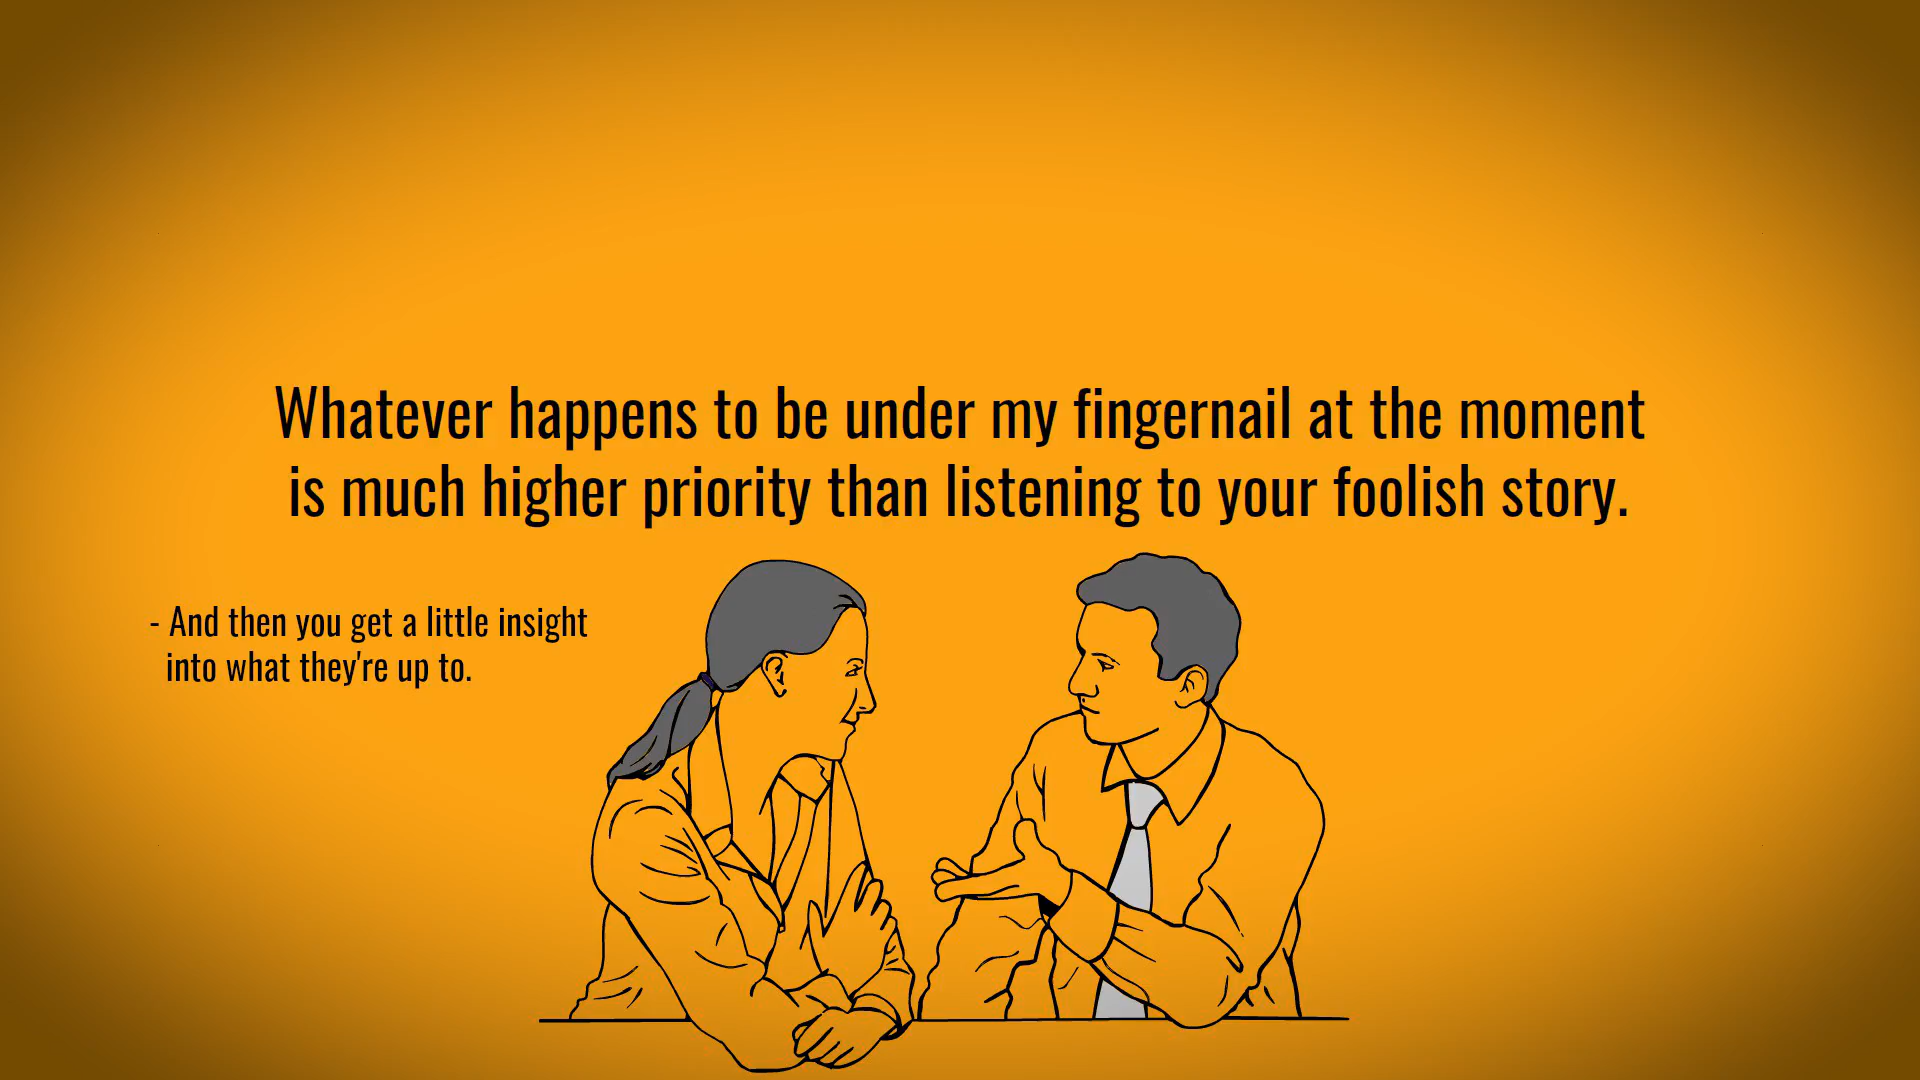 Whatever happens to be under my fingernail at the moment
is much higher priority than listening to your foolish story.
- And then you get a little insight
into what they're up to.